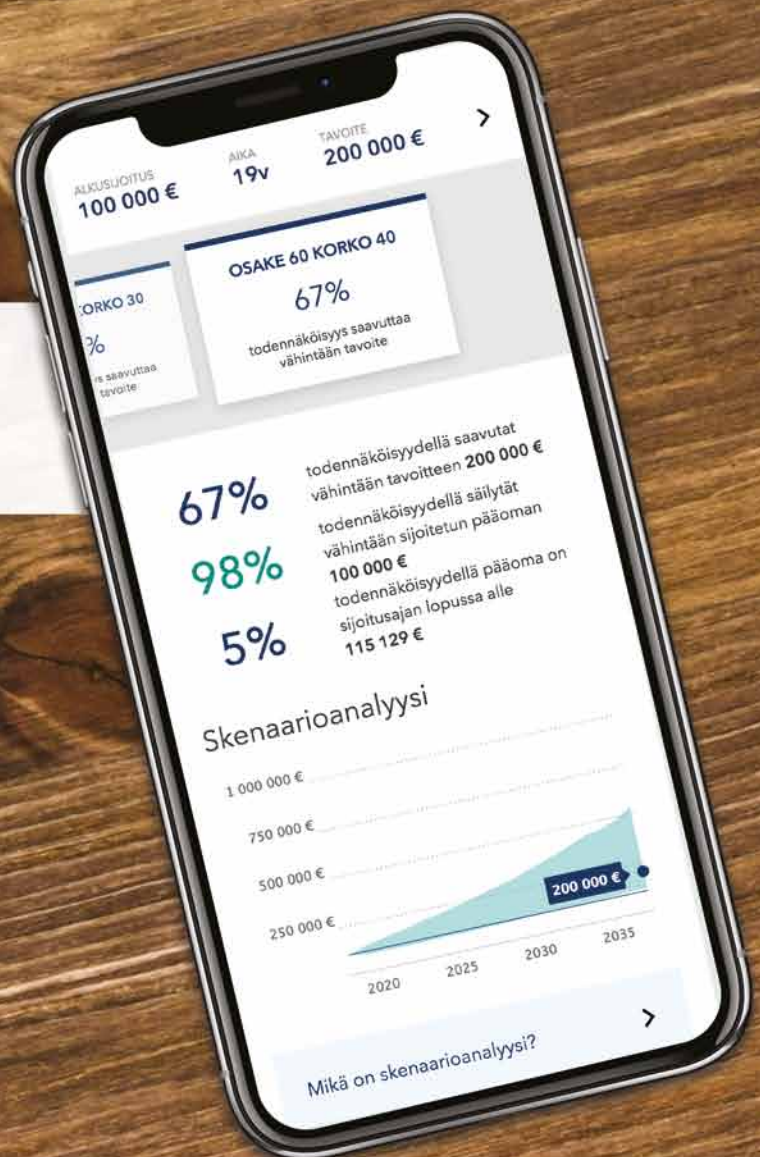 ALKUSIJOITUS
100 000 €
AIKA
19v
TAVOITE
200 000 €
ORKO 30
%
s saavuttaa
tavoite
OSAKE 60 KORKO 40
67%
todennäköisyys saavuttaa
vähintään tavoite
67%
todennäköisyydellä saavutat
vähintään tavoitteen 200 000 €
98%
todennäköisyydellä säilytät
vähintään sijoitetun pääoman
100 000 €
5%
todennäköisyydellä pääoma on
sijoitusajan lopussa alle
115 129 €
Skenaarioanalyysi
1 000 000 €
750 000 €
500 000 €
250 000 €
200 000 €
2020
2025
2030
2035
Mikä on skenaarioanalyysi?